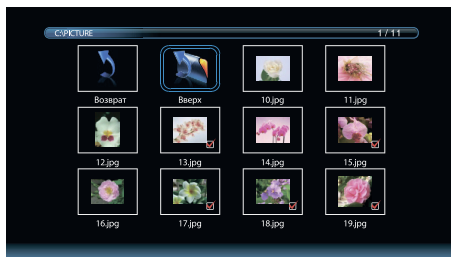 C:\PICTURE 1 / 11
Возврат Вверх 10.jpg 11.jpg
12.jpg 13.jpg 14.jpg 15.jpg
16.jpg 17.jpg 18.jpg 19.jpg